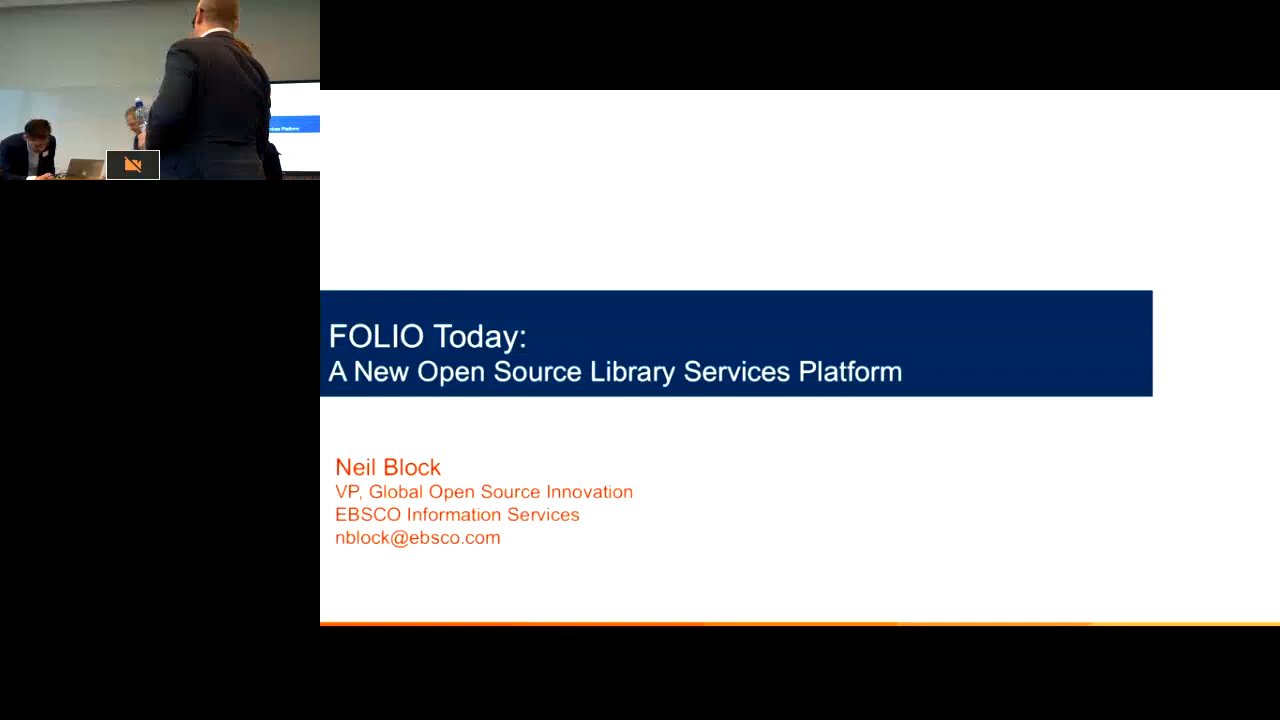 FOLIO Today:
A New Open Source Library Services Platform
Neil Block
VP, Global Open Source Innovation
EBSCO Information Services
nblock@ebsco.com